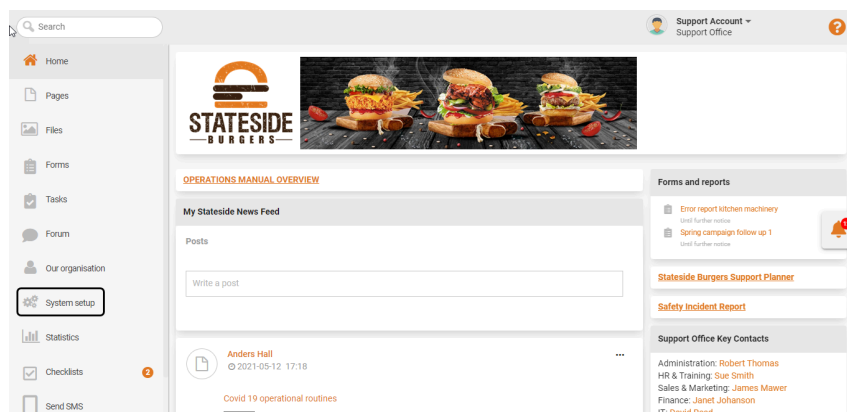 Search
Support Account
Support Office
Home
Pages
Files
Forms
Tasks
Forum
Our organisation
System setup
Statistics
Checklists
2
Send SMS
STATESIDE
BURGERS
OPERATIONS MANUAL OVERVIEW
My Stateside News Feed
Posts
Write a post
Anders Hall
2021-05-12 17:18
Covid 19 operational routines
Forms and reports
Error report kitchen machinery
Until further notice
Spring campaign follow up 1
Until further notice
Stateside Burgers Support Planner
Safety Incident Report
Support Office Key Contacts
Administration: Robert Thomas
HR & Training: Sue Smith
Sales & Marketing: James Mawer
Finance: Janet Johanson
IT: David Reed